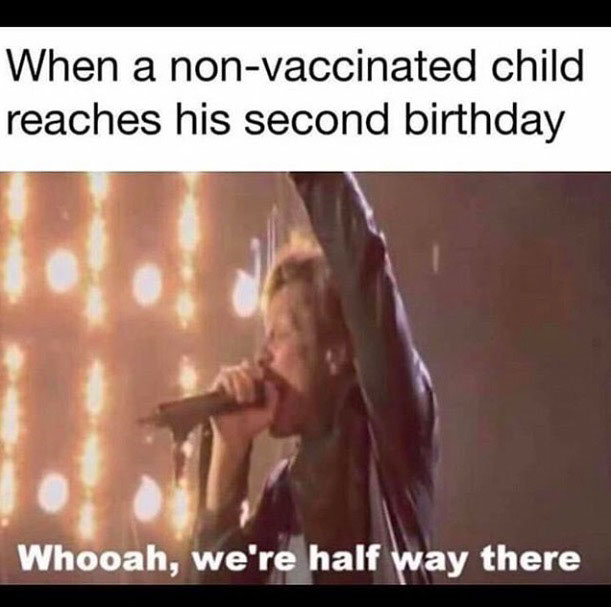 When a non-vaccinated child
reaches his second birthday
Whooah, we're half way there